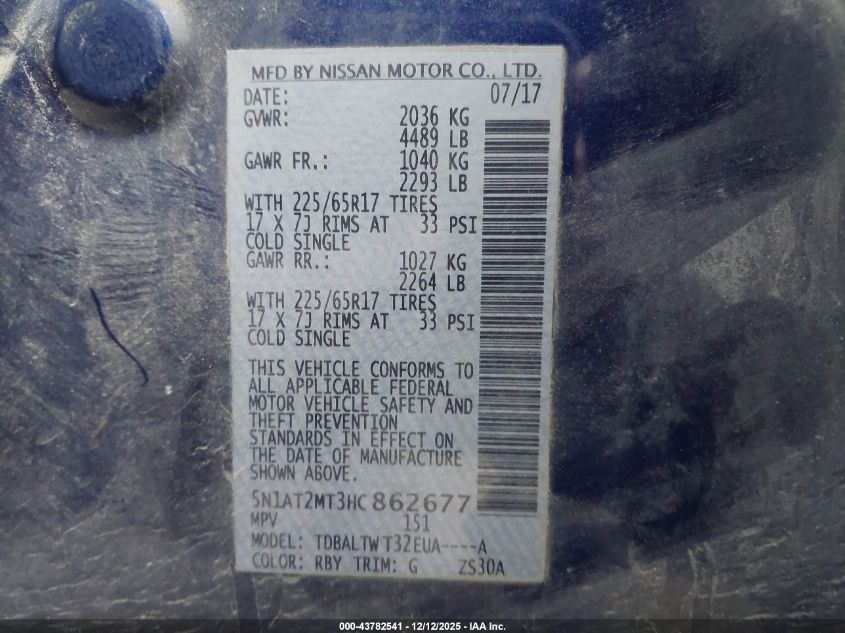 MFD BY NISSAN MOTOR CO., LTD.
DATE: 07/17
GVWR: 2036 KG
4489 LB
GAWR FR.: 1040 KG
2293 LB
WITH 225/65R17 TIRES
17 X 7J RIMS AT 33 PSI
COLD SINGLE
GAWR RR.: 1027 KG
2264 LB
WITH 225/65R17 TIRES
17 X 7J RIMS AT 33 PSI
COLD SINGLE
THIS VEHICLE CONFORMS TO
ALL APPLICABLE FEDERAL
MOTOR VEHICLE SAFETY AND
THEFT PREVENTION
STANDARDS IN EFFECT ON
THE DATE OF MANUFACTURE
SHOWN ABOVE.
5N1AT2MT3HC862677
MPV 151
MODEL: TDBALTWT32EUA----A
COLOR: RBY TRIM: G ZS30A
000-43782541 - 12/12/2025 - IAA Inc.